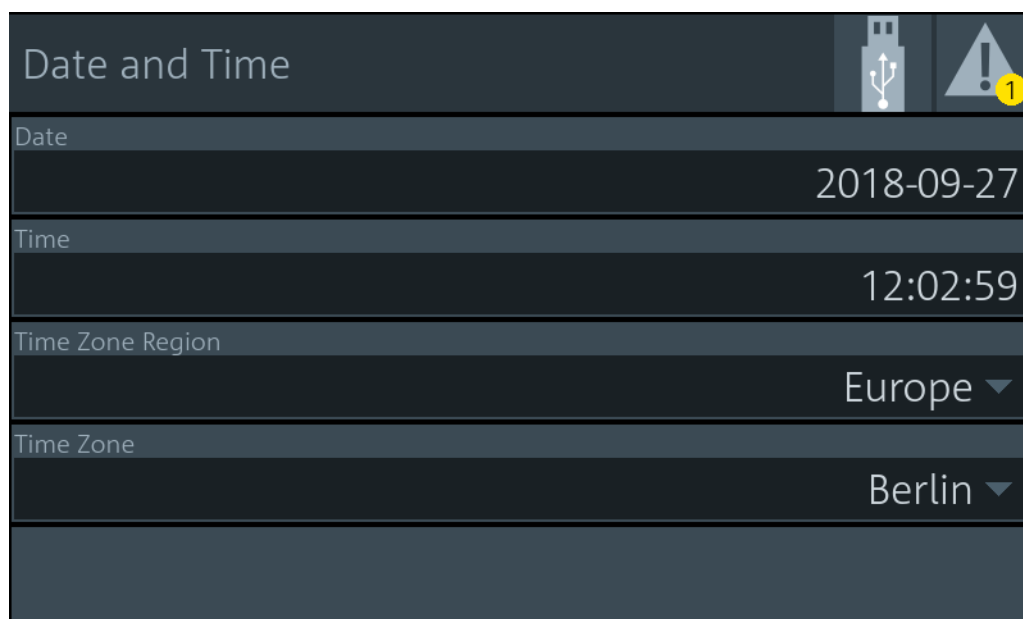 Date and Time
1
Date
2018-09-27
Time
12:02:59
Time Zone Region
Europe
Time Zone
Berlin